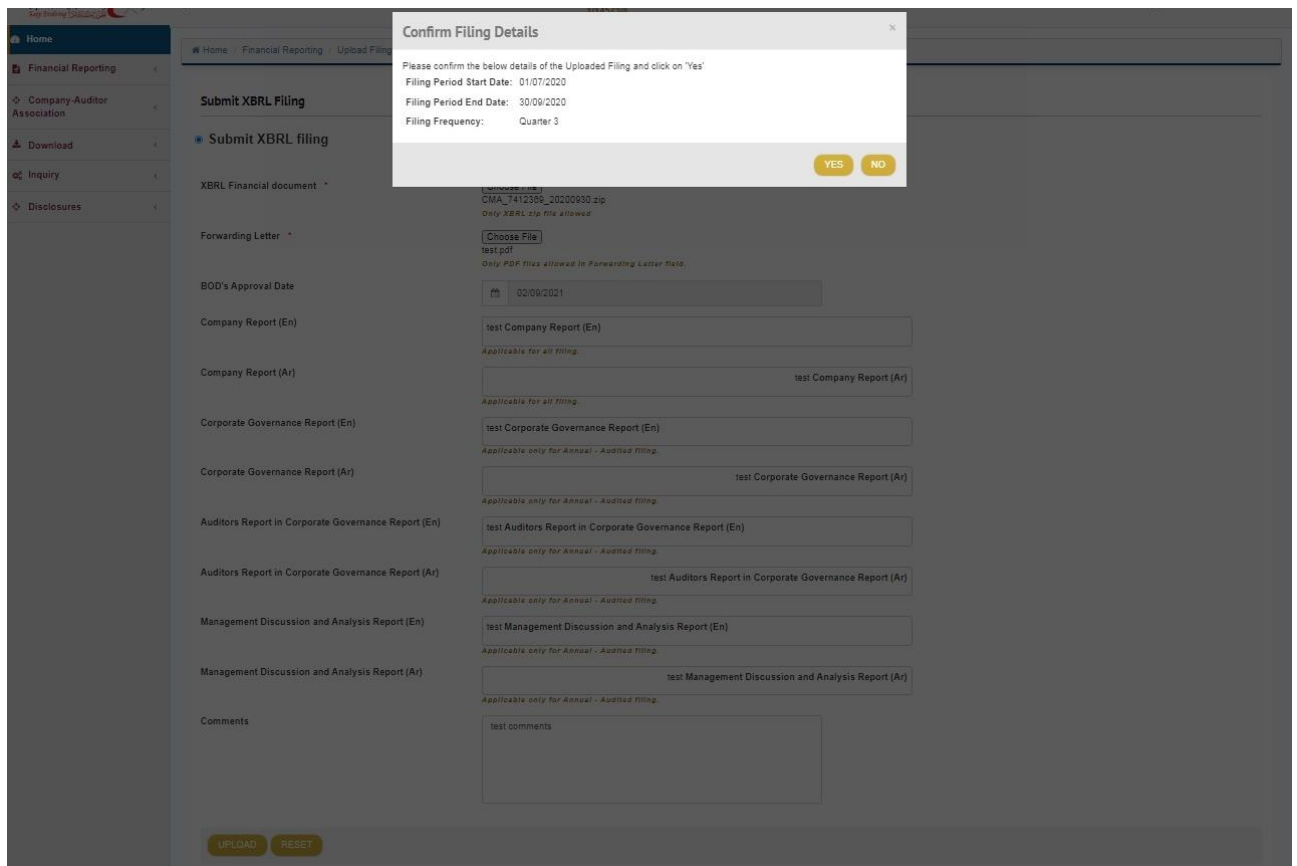 Home
Financial Reporting
Company-Auditor
Association
Download
Inquiry
Disclosures
Home / Financial Reporting / Upload Filing
Confirm Filing Details
×
Please confirm the below details of the Uploaded Filing and click on 'Yes'
Filing Period Start Date: 01/07/2020
Filing Period End Date: 30/09/2020
Filing Frequency: Quarter 3
YES NO
Submit XBRL Filing
Submit XBRL filing
XBRL Financial document *
Choose File
CMA_7412369_20200930.zip
Only XBRL zip file allowed
Forwarding Letter *
Choose File
test.pdf
Only PDF files allowed in Forwarding Letter field.
BOD's Approval Date
02/09/2021
Company Report (En)
test Company Report (En)
Applicable for all filing.
Company Report (Ar)
test Company Report (Ar)
Applicable for all filing.
Corporate Governance Report (En)
test Corporate Governance Report (En)
Applicable only for Annual - Audited filing.
Corporate Governance Report (Ar)
test Corporate Governance Report (Ar)
Applicable only for Annual - Audited filing.
Auditors Report in Corporate Governance Report (En)
test Auditors Report in Corporate Governance Report (En)
Applicable only for Annual - Audited filing.
Auditors Report in Corporate Governance Report (Ar)
test Auditors Report in Corporate Governance Report (Ar)
Applicable only for Annual - Audited filing.
Management Discussion and Analysis Report (En)
test Management Discussion and Analysis Report (En)
Applicable only for Annual - Audited filing.
Management Discussion and Analysis Report (Ar)
test Management Discussion and Analysis Report (Ar)
Applicable only for Annual - Audited filing.
Comments
test comments
UPLOAD RESET